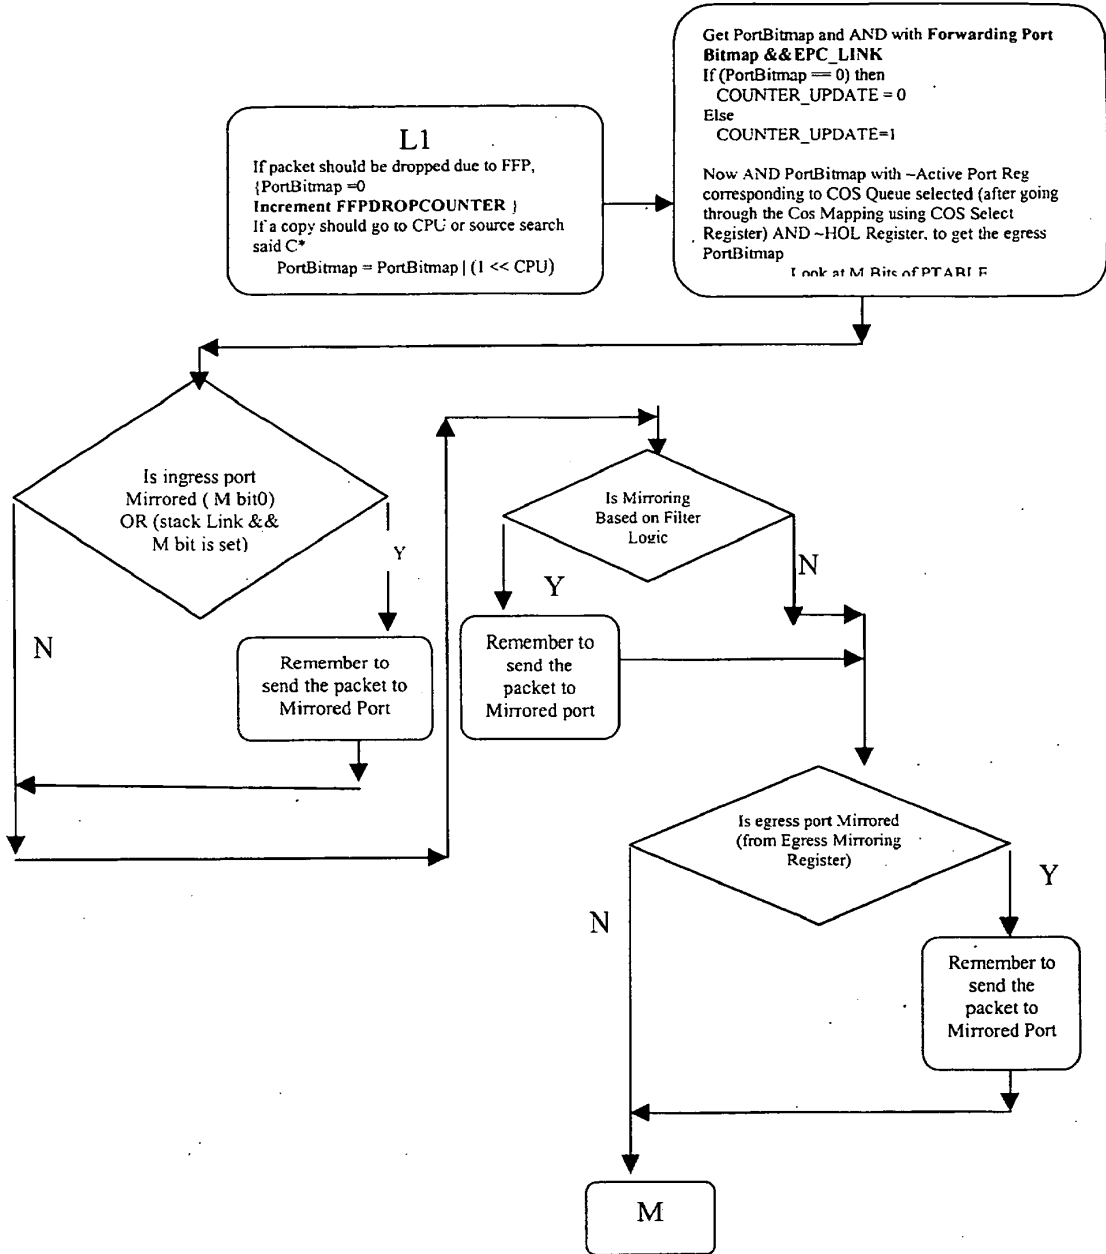 L1
If packet should be dropped due to FFP,
{PortBitmap =0
Increment FFPDROPCOUNTER }
If a copy should go to CPU or source search
said C*
PortBitmap = PortBitmap | (1 << CPU)
Get PortBitmap and AND with Forwarding Port
Bitmap &&EPC_LINK
If (PortBitmap == 0) then
COUNTER_UPDATE = 0
Else
COUNTER_UPDATE=1
Now AND PortBitmap with ~Active Port Reg
corresponding to COS Queue selected (after going
through the Cos Mapping using COS Select
Register) AND ~HOL Register, to get the egress
PortBitmap
Look at M Bits of PTABLE
Is ingress port
Mirrored ( M bit0)
OR (stack Link &&
M bit is set)
Y
N
Remember to
send the packet to
Mirrored Port
Is Mirroring
Based on Filter
Logic
Y
N
Remember to
send the
packet to
Mirrored port
Is egress port Mirrored
(from Egress Mirroring
Register)
Y
N
Remember to
send the
packet to
Mirrored Port
M